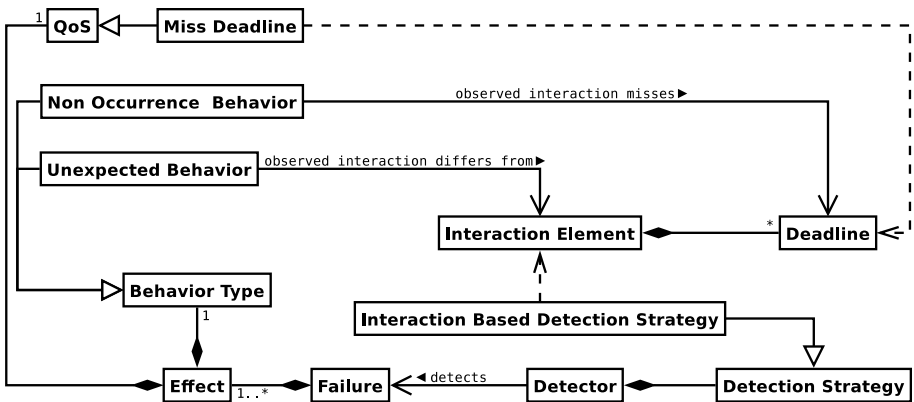 1
QoS
Miss Deadline
Non Occurrence  Behavior
observed interaction misses►
Unexpected Behavior
observed interaction differs from►
Interaction Element
*
Deadline
Behavior Type
1
Interaction Based Detection Strategy
Effect
1..*
Failure
◄detects
Detector
Detection Strategy